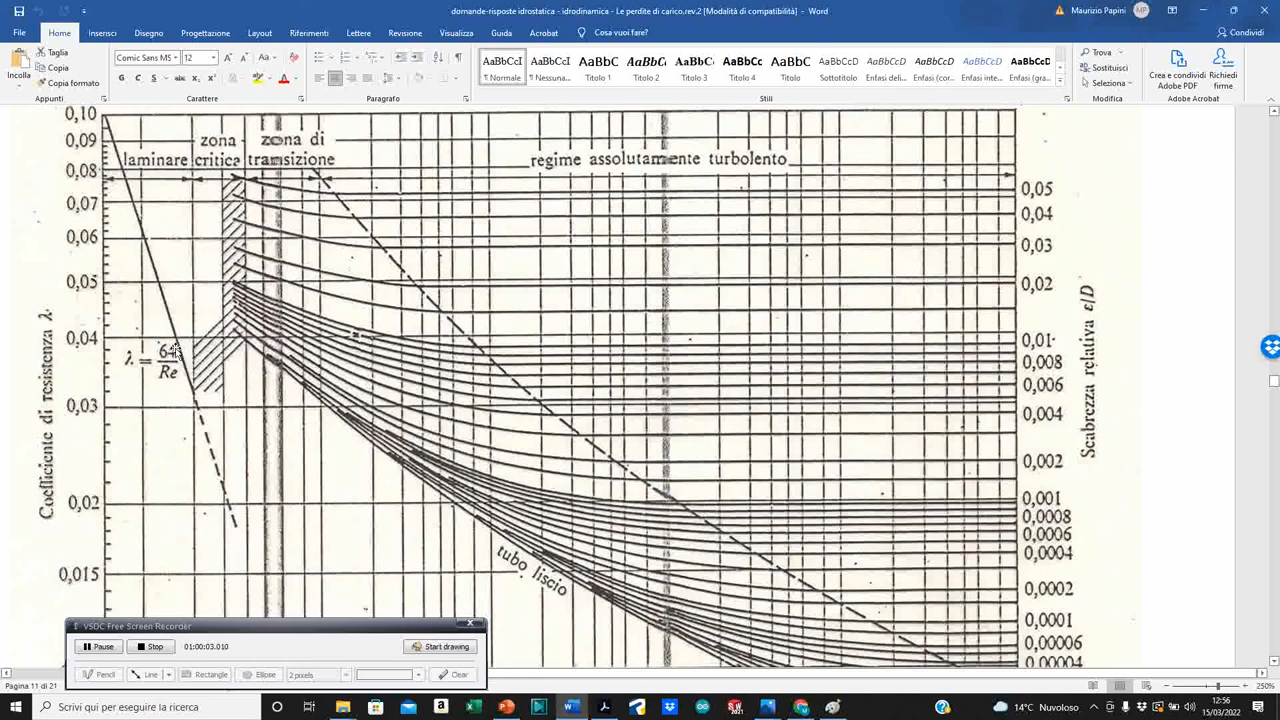 domande-risposte idrostatica - idrodinamica - Le perdite di carico.rev.2 [Modalità di compatibilità] - Word
Maurizio Papini
MP
File
Home
Inserisci
Disegno
Progettazione
Layout
Riferimenti
Lettere
Revisione
Visualizza
Guida
Acrobat
Cosa vuoi fare?
Condividi
Incolla
Taglia
Copia
Copia formato
Appunti
Comic Sans MS
12
Carattere
Paragrafo
AaBbCcI
¶ Normale
AaBbCcI
¶ Nessuna...
AaBbC
Titolo 1
AaBbC
Titolo 2
AaBbC
Titolo 3
AaBbC
Titolo 4
AaBbC
Titolo
AaBbCcD
Sottotitolo
AaBbCcD
Enfasi deli...
AaBbCcD
Enfasi (cor...
AaBbCcD
Enfasi inte...
AaBbCcD
Enfasi (gra...
Stili
Trova
Sostituisci
Seleziona
Modifica
Crea e condividi
Adobe PDF
Richiedi
firme
Adobe Acrobat
0,10
0,09
0,08
0,07
0,06
0,05
0,04
0,03
0,02
0,015
Coefficiente di resistenza λ
laminare
zona
critica
zona di
transizione
regime assolutamente turbolento
λ = 64
Re
tubo liscio
0,05
0,04
0,03
0,02
0,01
0,008
0,006
0,004
0,002
0,001
0,0008
0,0006
0,0004
0,0002
0,0001
0,00006
0,00004
Scabrezza relativa ε/D
VSDC Free Screen Recorder
Pause
Stop
01:00:03.010
Start drawing
Pencil
Line
Rectangle
Ellipse
2 pixels
Clear
Pagina 11 di 21
250%
Scrivi qui per eseguire la ricerca
14°C Nuvoloso
12:56
15/03/2022